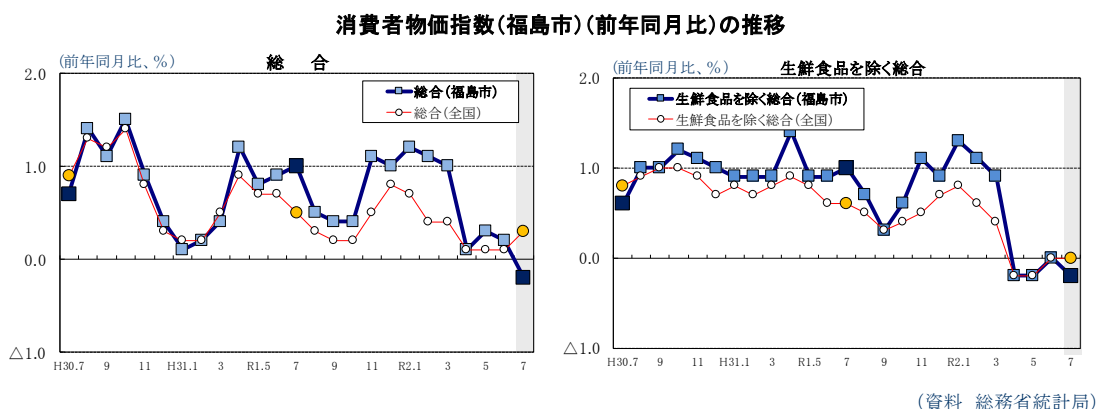 消費者物価指数（福島市）（前年同月比）の推移
(前年同月比、%)
総　合
2.0
1.0
0.0
△1.0
総合（福島市）
総合（全国）
H30.7 9 11 H31.1 3 R1.5 7 9 11 R2.1 3 5 7
(前年同月比、%)
生鮮食品を除く総合
2.0
1.0
0.0
△1.0
生鮮食品を除く総合（福島市）
生鮮食品を除く総合（全国）
H30.7 9 11 H31.1 3 R1.5 7 9 11 R2.1 3 5 7
（資料　総務省統計局）